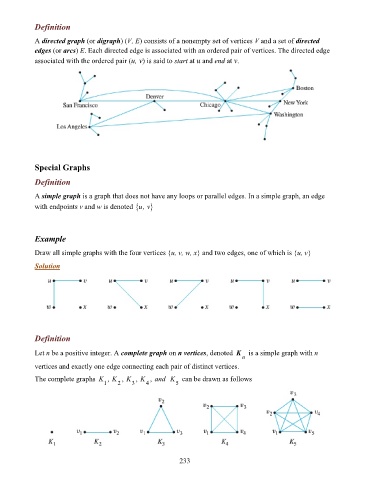 Definition
A directed graph (or digraph) (V, E) consists of a nonempty set of vertices V and a set of directed
edges (or arcs) E. Each directed edge is associated with an ordered pair of vertices. The directed edge
associated with the ordered pair (u, v) is said to start at u and end at v.
Boston
Denver
San Francisco Chicago New York
Washington
Los Angeles
Special Graphs
Definition
A simple graph is a graph that does not have any loops or parallel edges. In a simple graph, an edge
with endpoints v and w is denoted {u, v}
Example
Draw all simple graphs with the four vertices {u, v, w, x} and two edges, one of which is {u, v}
Solution
u v u v u v u v u v
w x w x w x w x w x
Definition
Let n be a positive integer. A complete graph on n vertices, denoted K_n is a simple graph with n
vertices and exactly one edge connecting each pair of distinct vertices.
The complete graphs K_1, K_2, K_3, K_4, and K_5 can be drawn as follows
v_3
v_2 v_2 v_3 v_2 v_4
v_1 v_2 v_1 v_3 v_1 v_4 v_1 v_5
K_1 K_2 K_3 K_4 K_5
233